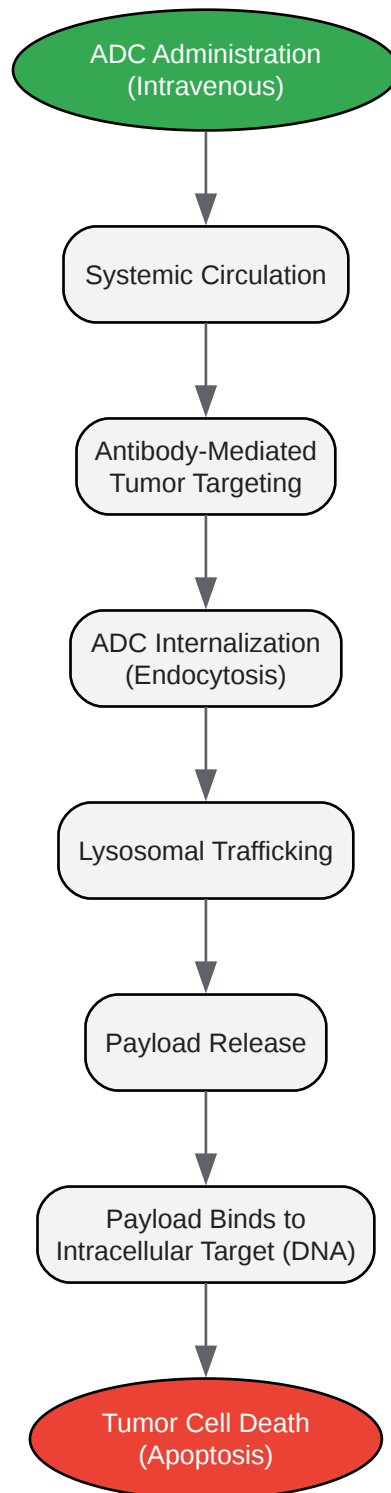 ADC Administration
(Intravenous)
Systemic Circulation
Antibody-Mediated
Tumor Targeting
ADC Internalization
(Endocytosis)
Lysosomal Trafficking
Payload Release
Payload Binds to
Intracellular Target (DNA)
Tumor Cell Death
(Apoptosis)